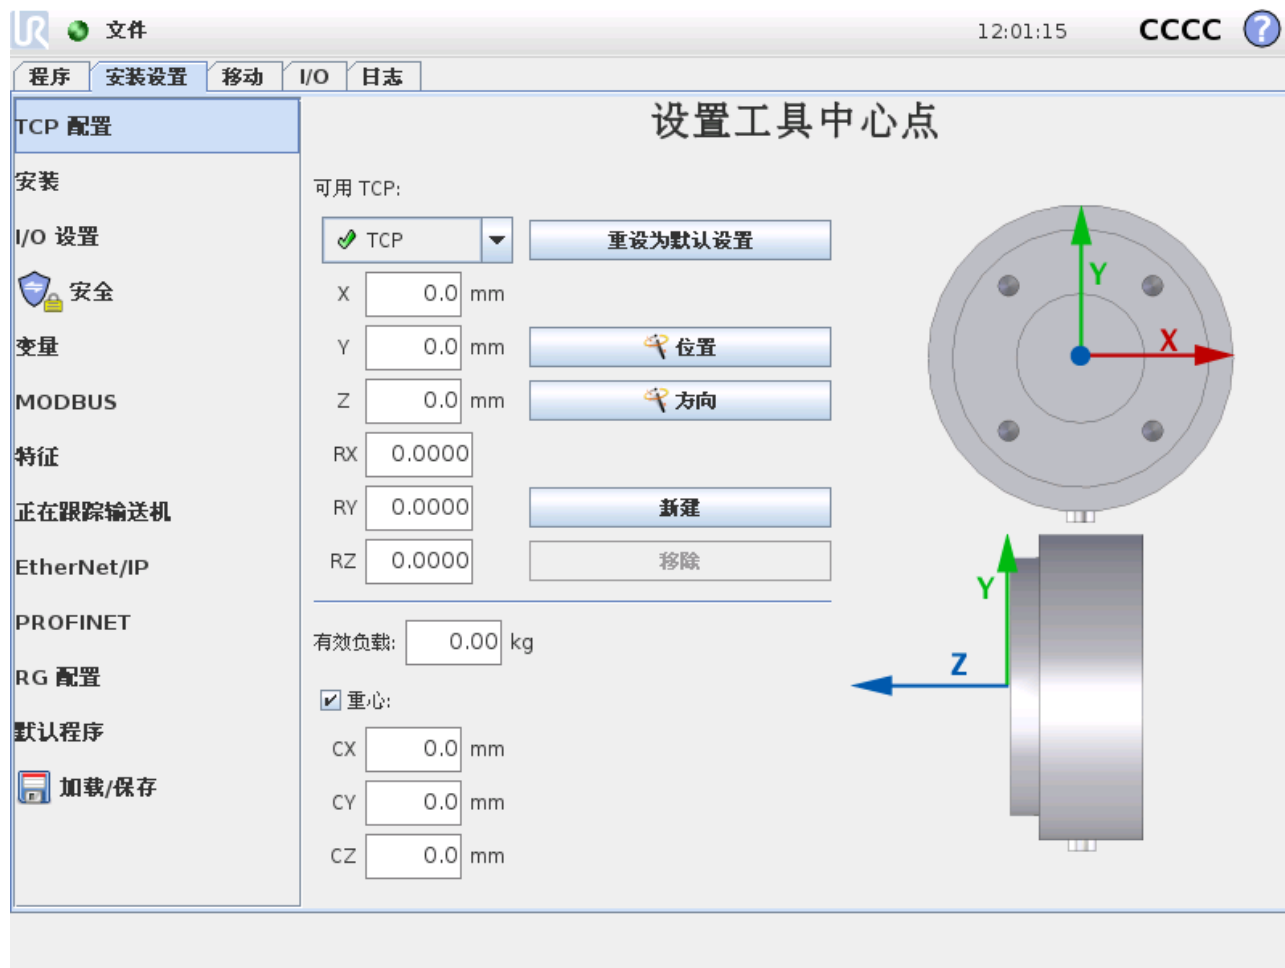 UR 文件 12:01:15 CCCC ?
程序 安装设置 移动 I/O 日志
TCP 配置
安装
I/O 设置
安全
变量
MODBUS
特征
正在跟踪输送机
EtherNet/IP
PROFINET
RG 配置
默认程序
加载/保存
设置工具中心点
可用 TCP:
TCP 重设为默认设置
X 0.0 mm
Y 0.0 mm 位置
Z 0.0 mm 方向
RX 0.0000
RY 0.0000 新建
RZ 0.0000 移除
有效负载: 0.00 kg
重心:
CX 0.0 mm
CY 0.0 mm
CZ 0.0 mm
Y
X
Y
Z